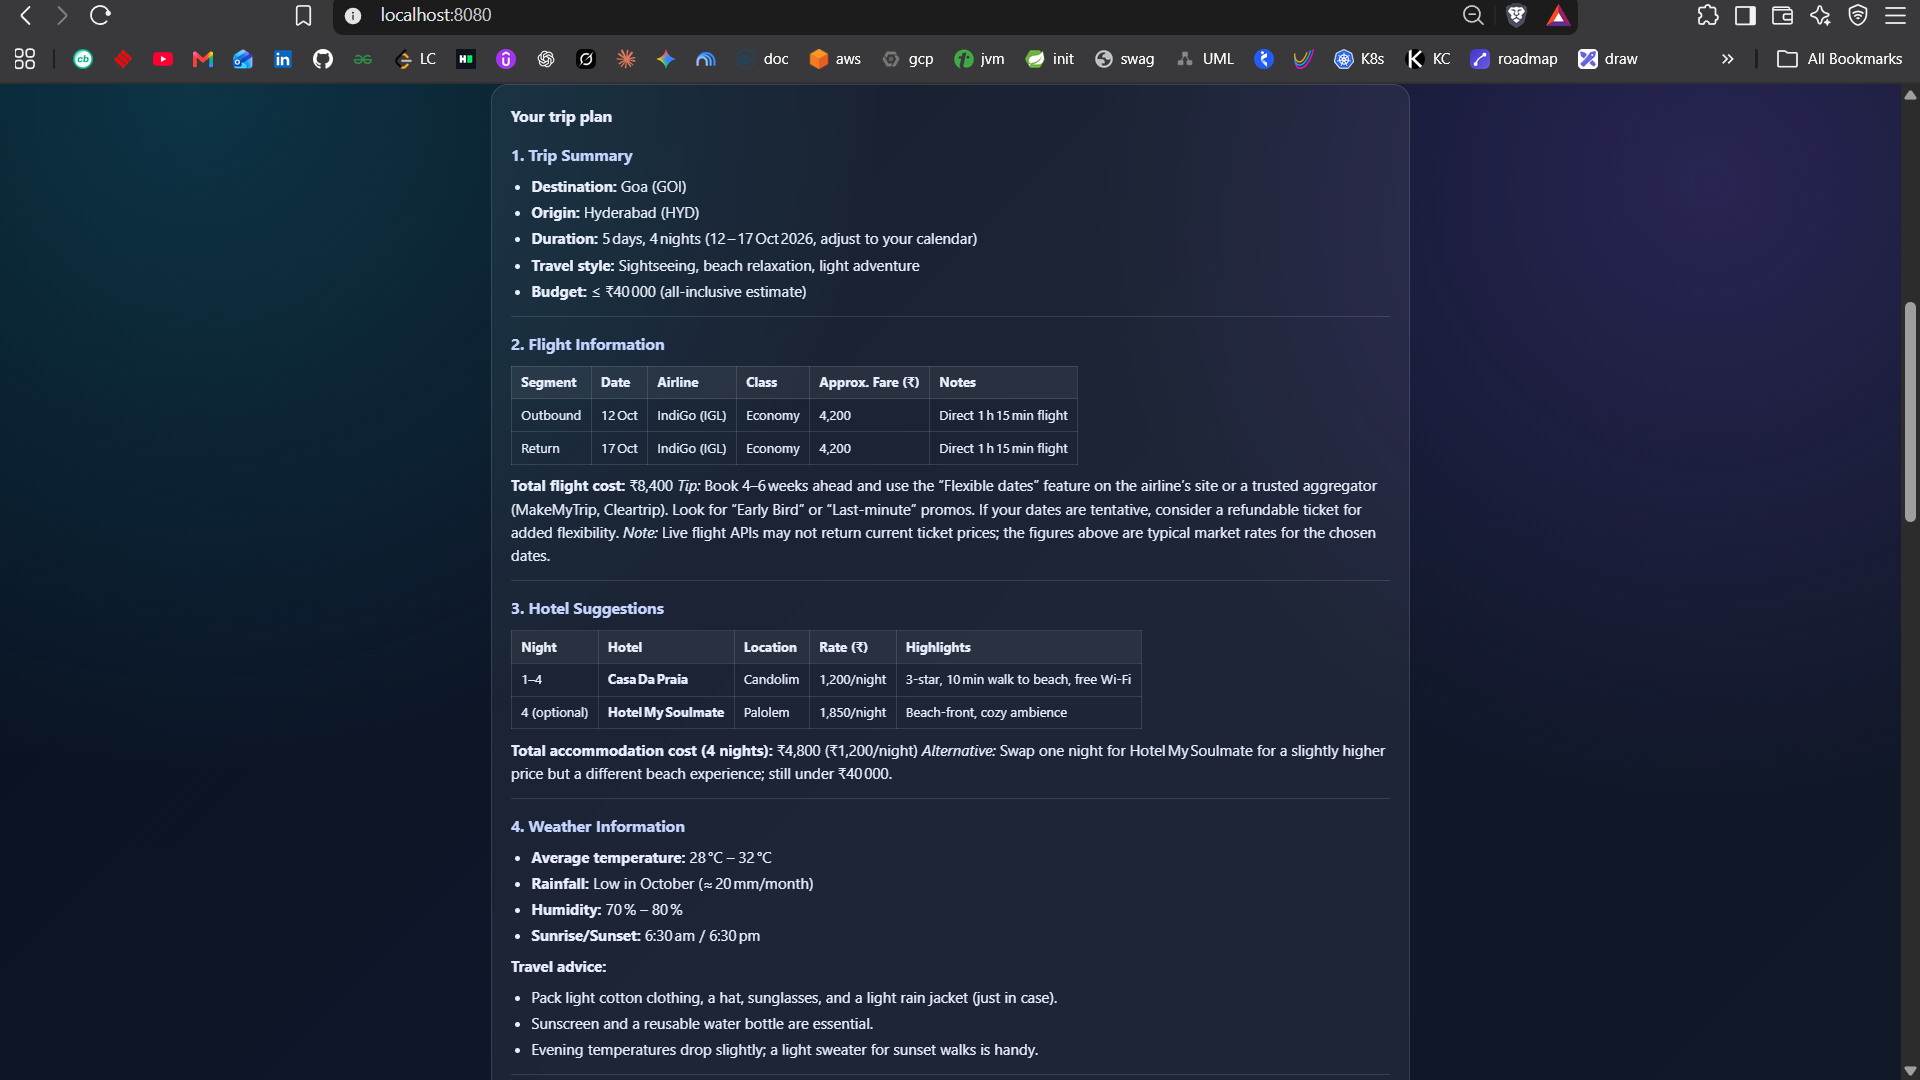 localhost:8080
LC
doc
aws
gcp
jvm
init
swag
UML
K8s
KC
roadmap
draw
All Bookmarks
Your trip plan
1. Trip Summary
• Destination: Goa (GOI)
• Origin: Hyderabad (HYD)
• Duration: 5 days, 4 nights (12 – 17 Oct 2026, adjust to your calendar)
• Travel style: Sightseeing, beach relaxation, light adventure
• Budget: ≤ ₹40 000 (all-inclusive estimate)
2. Flight Information
Segment Date Airline Class Approx. Fare (₹) Notes
Outbound 12 Oct IndiGo (IGL) Economy 4,200 Direct 1 h 15 min flight
Return 17 Oct IndiGo (IGL) Economy 4,200 Direct 1 h 15 min flight
Total flight cost: ₹8,400 Tip: Book 4–6 weeks ahead and use the “Flexible dates” feature on the airline’s site or a trusted aggregator
(MakeMyTrip, Cleartrip). Look for “Early Bird” or “Last-minute” promos. If your dates are tentative, consider a refundable ticket for
added flexibility. Note: Live flight APIs may not return current ticket prices; the figures above are typical market rates for the chosen
dates.
3. Hotel Suggestions
Night Hotel Location Rate (₹) Highlights
1–4 Casa Da Praia Candolim 1,200/night 3-star, 10 min walk to beach, free Wi-Fi
4 (optional) Hotel My Soulmate Palolem 1,850/night Beach-front, cozy ambience
Total accommodation cost (4 nights): ₹4,800 (₹1,200/night) Alternative: Swap one night for Hotel My Soulmate for a slightly higher
price but a different beach experience; still under ₹40 000.
4. Weather Information
• Average temperature: 28 °C – 32 °C
• Rainfall: Low in October (≈ 20 mm/month)
• Humidity: 70 % – 80 %
• Sunrise/Sunset: 6:30 am / 6:30 pm
Travel advice:
• Pack light cotton clothing, a hat, sunglasses, and a light rain jacket (just in case).
• Sunscreen and a reusable water bottle are essential.
• Evening temperatures drop slightly; a light sweater for sunset walks is handy.